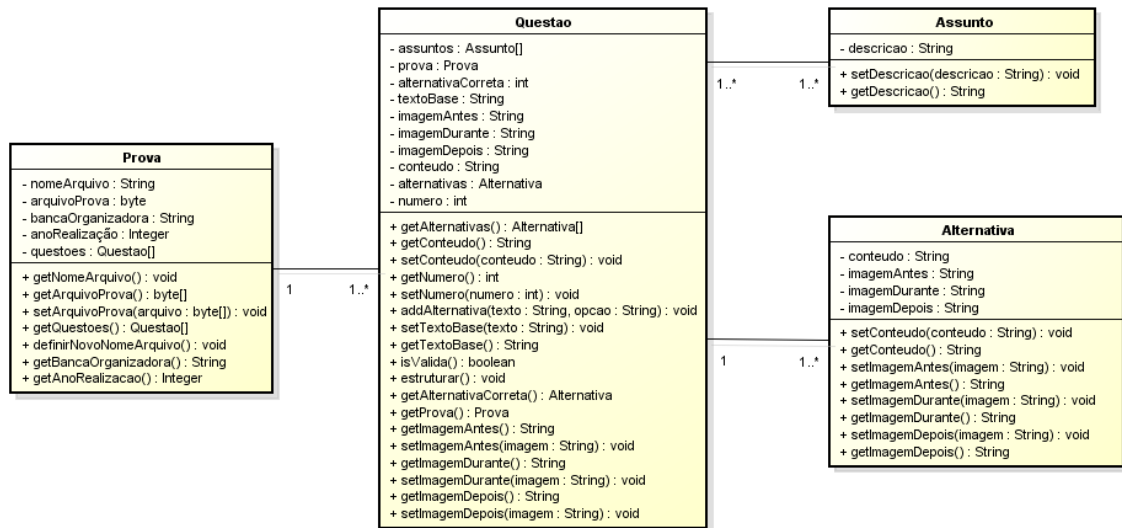 Prova
- nomeArquivo : String
- arquivoProva : byte
- bancaOrganizadora : String
- anoRealização : Integer
- questoes : Questao[]
+ getNomeArquivo() : void
+ getArquivoProva() : byte[]
+ setArquivoProva(arquivo : byte[]) : void
+ getQuestoes() : Questao[]
+ definirNovoNomeArquivo() : void
+ getBancaOrganizadora() : String
+ getAnoRealizacao() : Integer
1
1..*
Questao
- assuntos : Assunto[]
- prova : Prova
- alternativaCorreta : int
- textoBase : String
- imagemAntes : String
- imagemDurante : String
- imagemDepois : String
- conteudo : String
- alternativas : Alternativa
- numero : int
+ getAlternativas() : Alternativa[]
+ getConteudo() : String
+ setConteudo(conteudo : String) : void
+ getNumero() : int
+ setNumero(numero : int) : void
+ addAlternativa(texto : String, opcao : String) : void
+ setTextoBase(texto : String) : void
+ getTextoBase() : String
+ isValida() : boolean
+ estruturar() : void
+ getAlternativaCorreta() : Alternativa
+ getProva() : Prova
+ getImagemAntes() : String
+ setImagemAntes(imagem : String) : void
+ getImagemDurante() : String
+ setImagemDurante(imagem : String) : void
+ getImagemDepois() : String
+ setImagemDepois(imagem : String) : void
1..*
1..*
Assunto
- descricao : String
+ setDescricao(descricao : String) : void
+ getDescricao() : String
1
1..*
Alternativa
- conteudo : String
- imagemAntes : String
- imagemDurante : String
- imagemDepois : String
+ setConteudo(conteudo : String) : void
+ getConteudo() : String
+ setImagemAntes(imagem : String) : void
+ getImagemAntes() : String
+ setImagemDurante(imagem : String) : void
+ getImagemDurante() : String
+ setImagemDepois(imagem : String) : void
+ getImagemDepois() : String